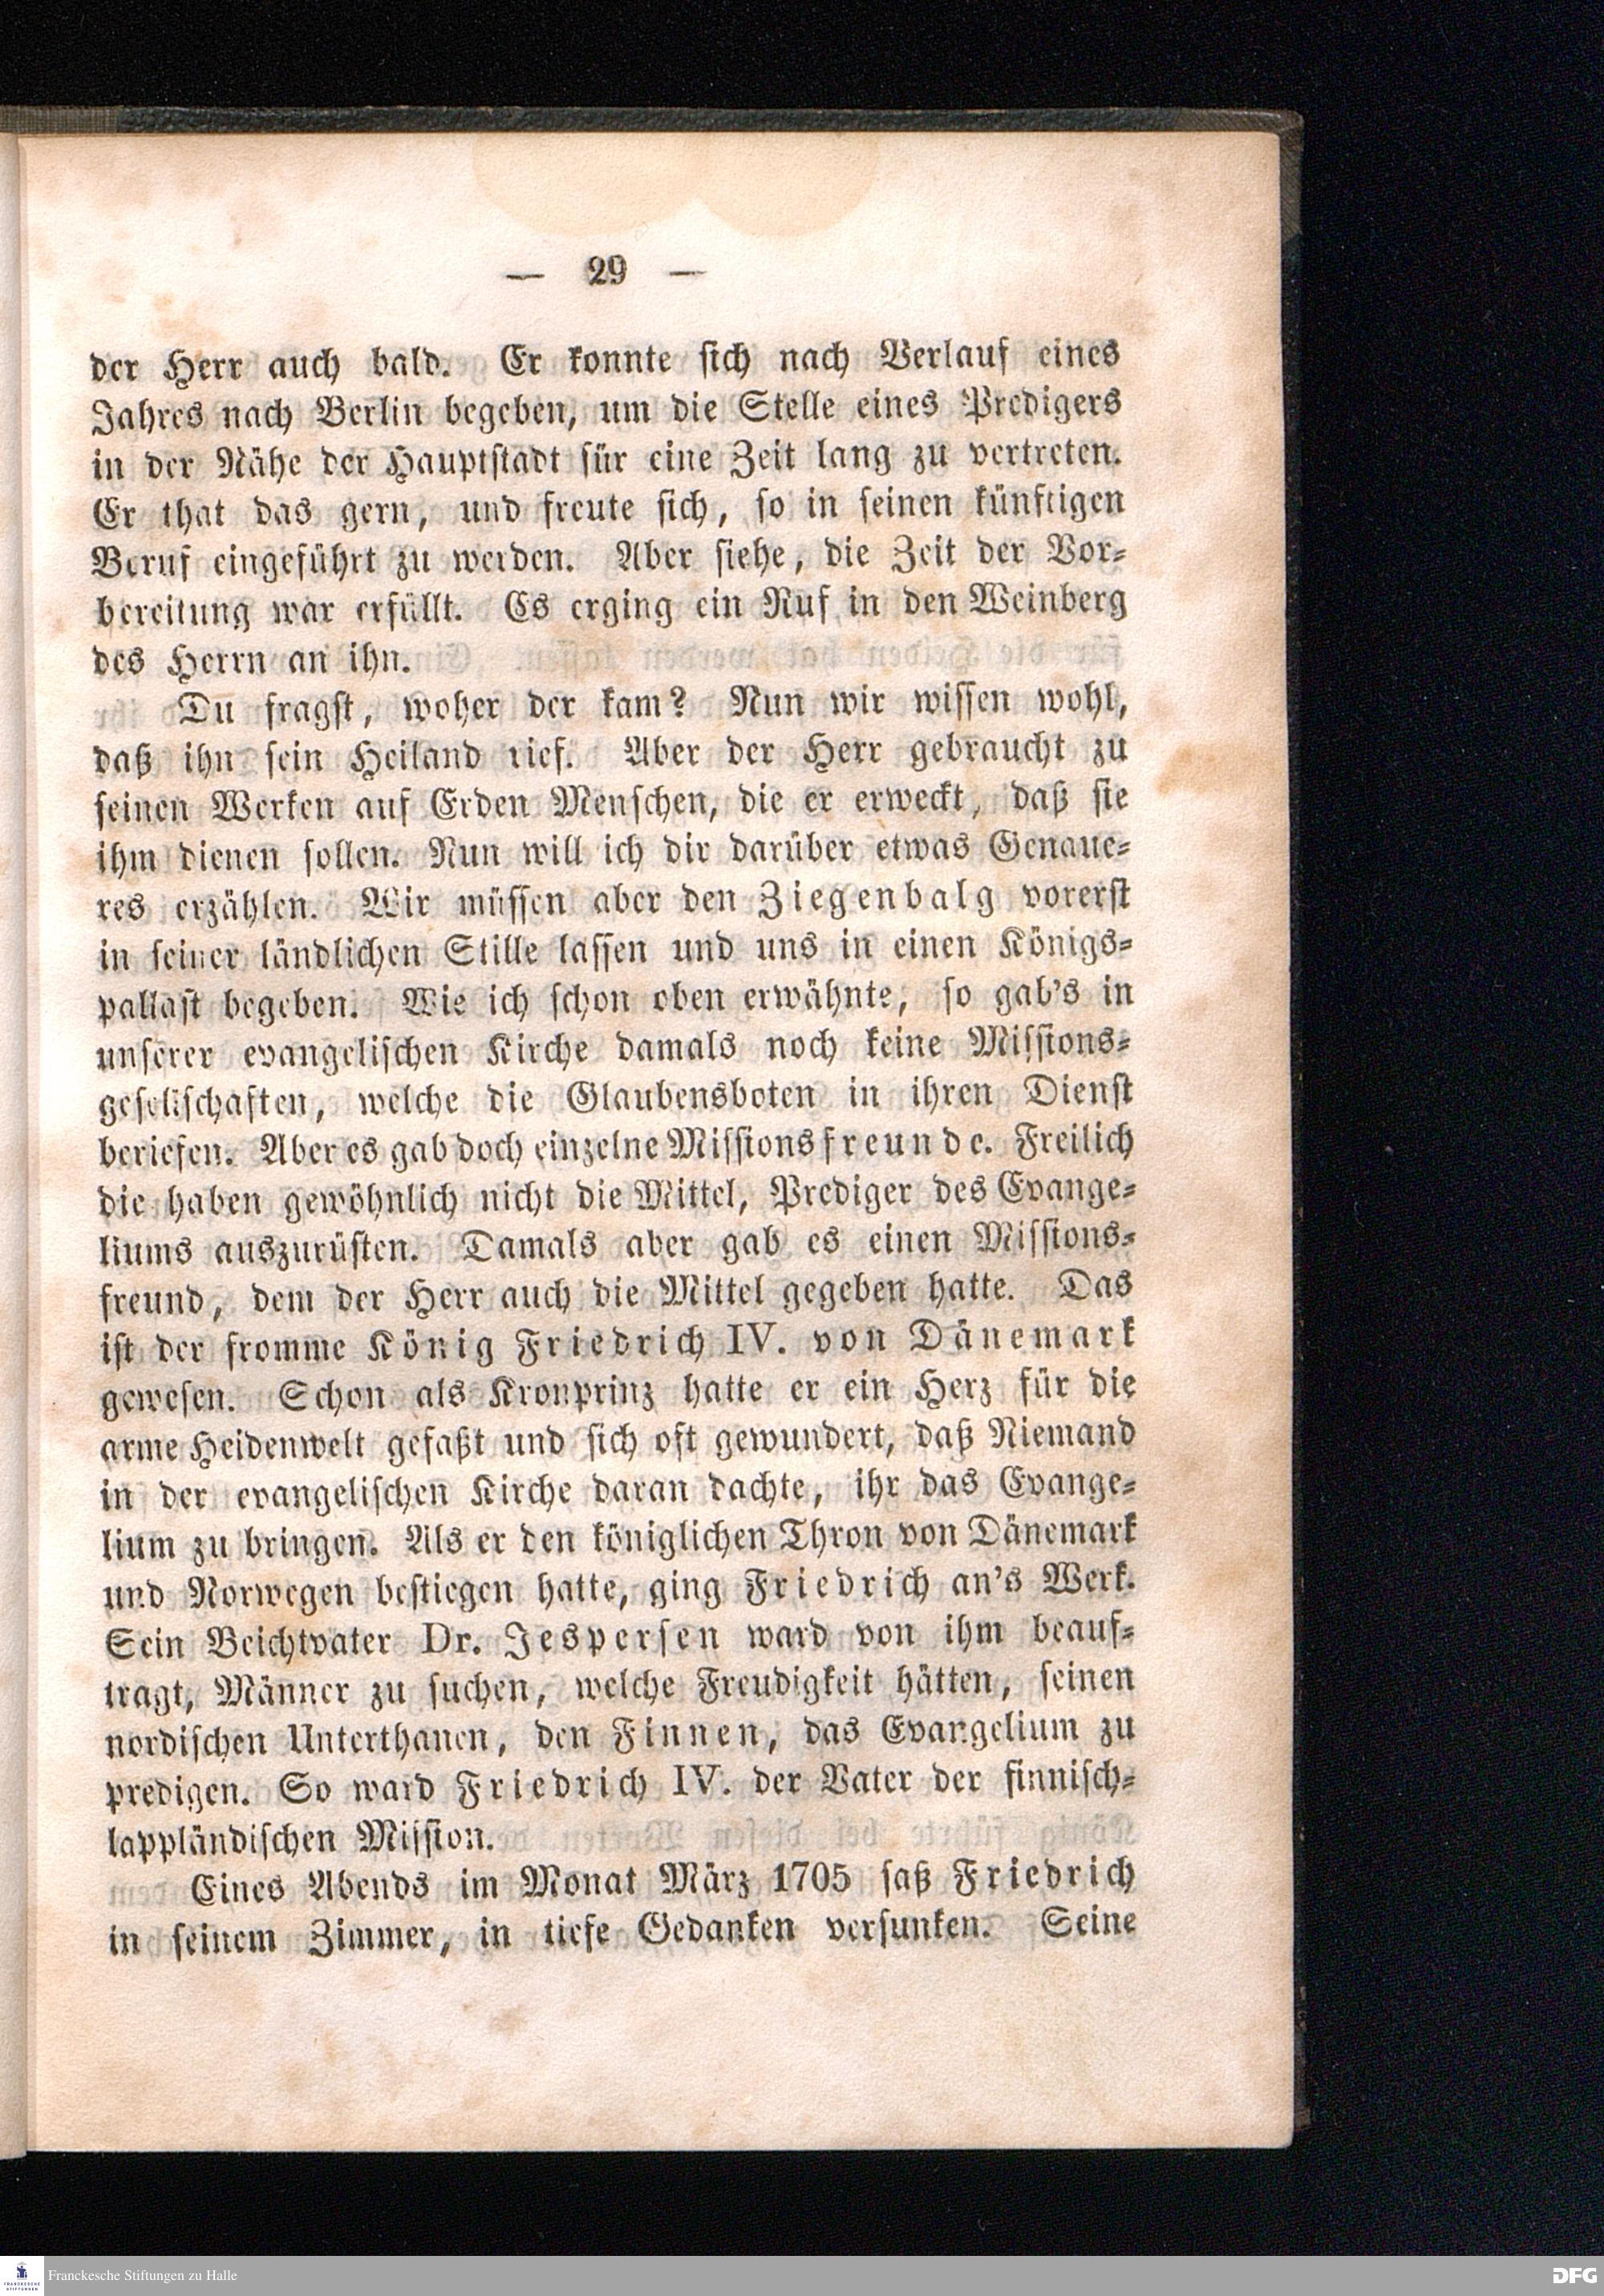 — 29 —
der Herr auch bald. Er konnte sich nach Verlauf eines
Jahres nach Berlin begeben, um die Stelle eines Predigers
in der Nähe der Hauptstadt für eine Zeit lang zu vertreten.
Er that das gern, und freute sich, so in seinen künftigen
Beruf eingeführt zu werden. Aber siehe, die Zeit der Vor-
bereitung war erfüllt. Es erging ein Ruf in den Weinberg
des Herrn an ihn.
Du fragst, woher der kam? Nun wir wissen wohl,
daß ihn sein Heiland rief. Aber der Herr gebraucht zu
seinen Werken auf Erden Menschen, die er erweckt, daß sie
ihm dienen sollen. Nun will ich dir darüber etwas Genaue-
res erzählen. Wir müssen aber den Ziegenbalg vorerst
in seiner ländlichen Stille lassen und uns in einen Königs-
pallast begeben. Wie ich schon oben erwähnte, so gab's in
unserer evangelischen Kirche damals noch keine Missions-
gesellschaften, welche die Glaubensboten in ihren Dienst
beriefen. Aber es gab doch einzelne Missionsfreunde. Freilich
die haben gewöhnlich nicht die Mittel, Prediger des Evange-
liums auszurüsten. Damals aber gab es einen Missions-
freund, dem der Herr auch die Mittel gegeben hatte. Das
ist der fromme König Friedrich IV. von Dänemark
gewesen. Schon als Kronprinz hatte er ein Herz für die
arme Heidenwelt gefaßt und sich oft gewundert, daß Niemand
in der evangelischen Kirche daran dachte, ihr das Evange-
lium zu bringen. Als er den königlichen Thron von Dänemark
und Norwegen bestiegen hatte, ging Friedrich an's Werk.
Sein Beichtvater Dr. Jespersen ward von ihm beauf-
tragt, Männer zu suchen, welche Freudigkeit hätten, seinen
nordischen Unterthanen, den Finnen, das Evangelium zu
predigen. So ward Friedrich IV. der Vater der finnisch-
lappländischen Mission.
Eines Abends im Monat März 1705 saß Friedrich
in seinem Zimmer, in tiefe Gedanken versunken. Seine
FRANCKESCHE
STIFTUNGEN
Franckesche Stiftungen zu Halle
DFG